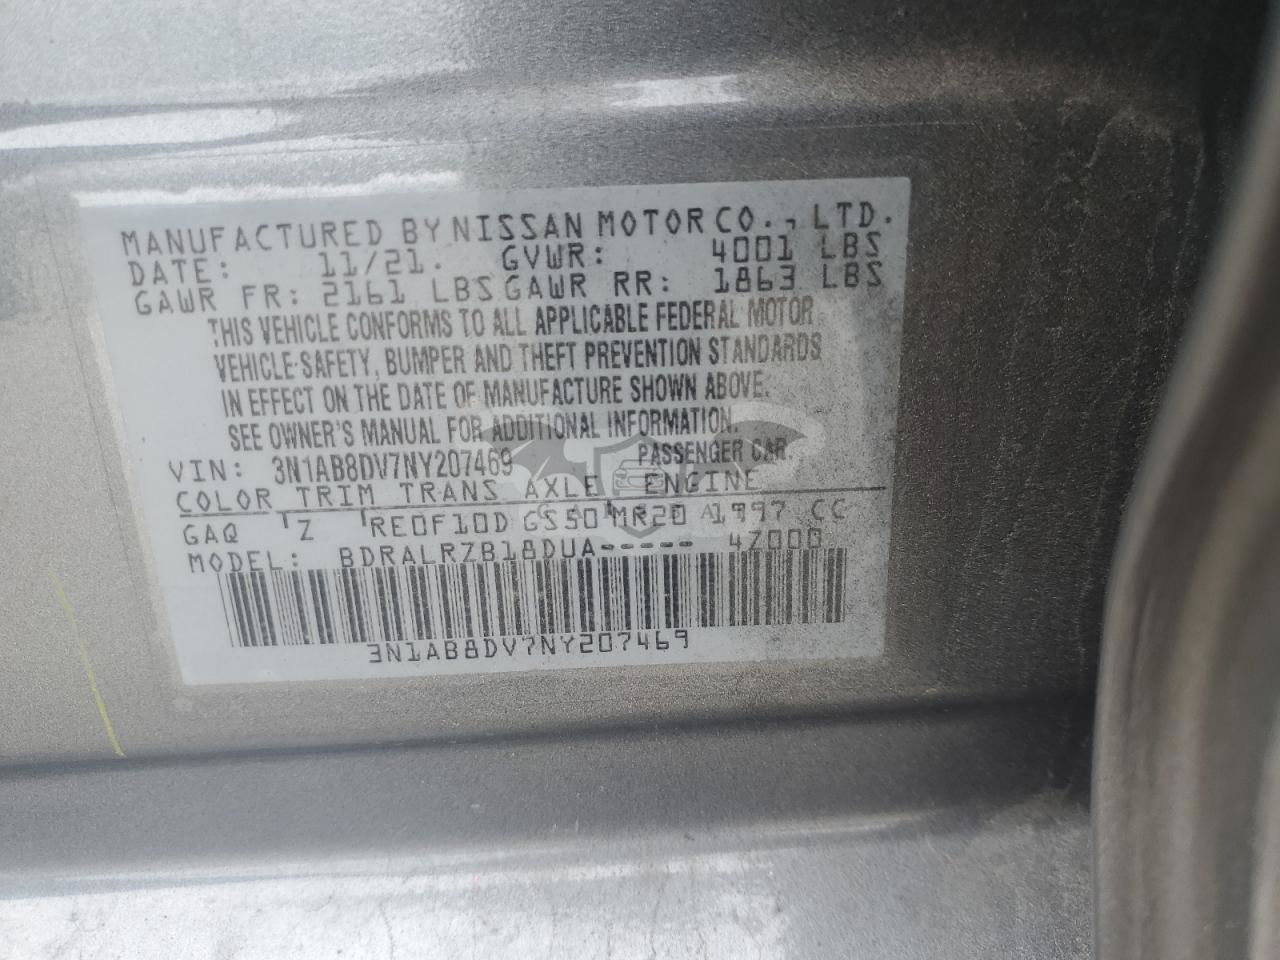 MANUFACTURED BY NISSAN MOTOR CO., LTD.
DATE: 11/21. GVWR: 4001 LBS
GAWR FR: 2161 LBS GAWR RR: 1863 LBS
THIS VEHICLE CONFORMS TO ALL APPLICABLE FEDERAL MOTOR
VEHICLE-SAFETY, BUMPER AND THEFT PREVENTION STANDARDS
IN EFFECT ON THE DATE OF MANUFACTURE SHOWN ABOVE.
SEE OWNER'S MANUAL FOR ADDITIONAL INFORMATION.
VIN: 3N1AB8DV7NY207469 PASSENGER CAR.
COLOR TRIM TRANS AXLE ENGINE
GAQ Z RE0F10D GS50 MR20 1997 CC
MODEL: BDRALRZB18DUA----- 47000
3N1AB8DV7NY207469